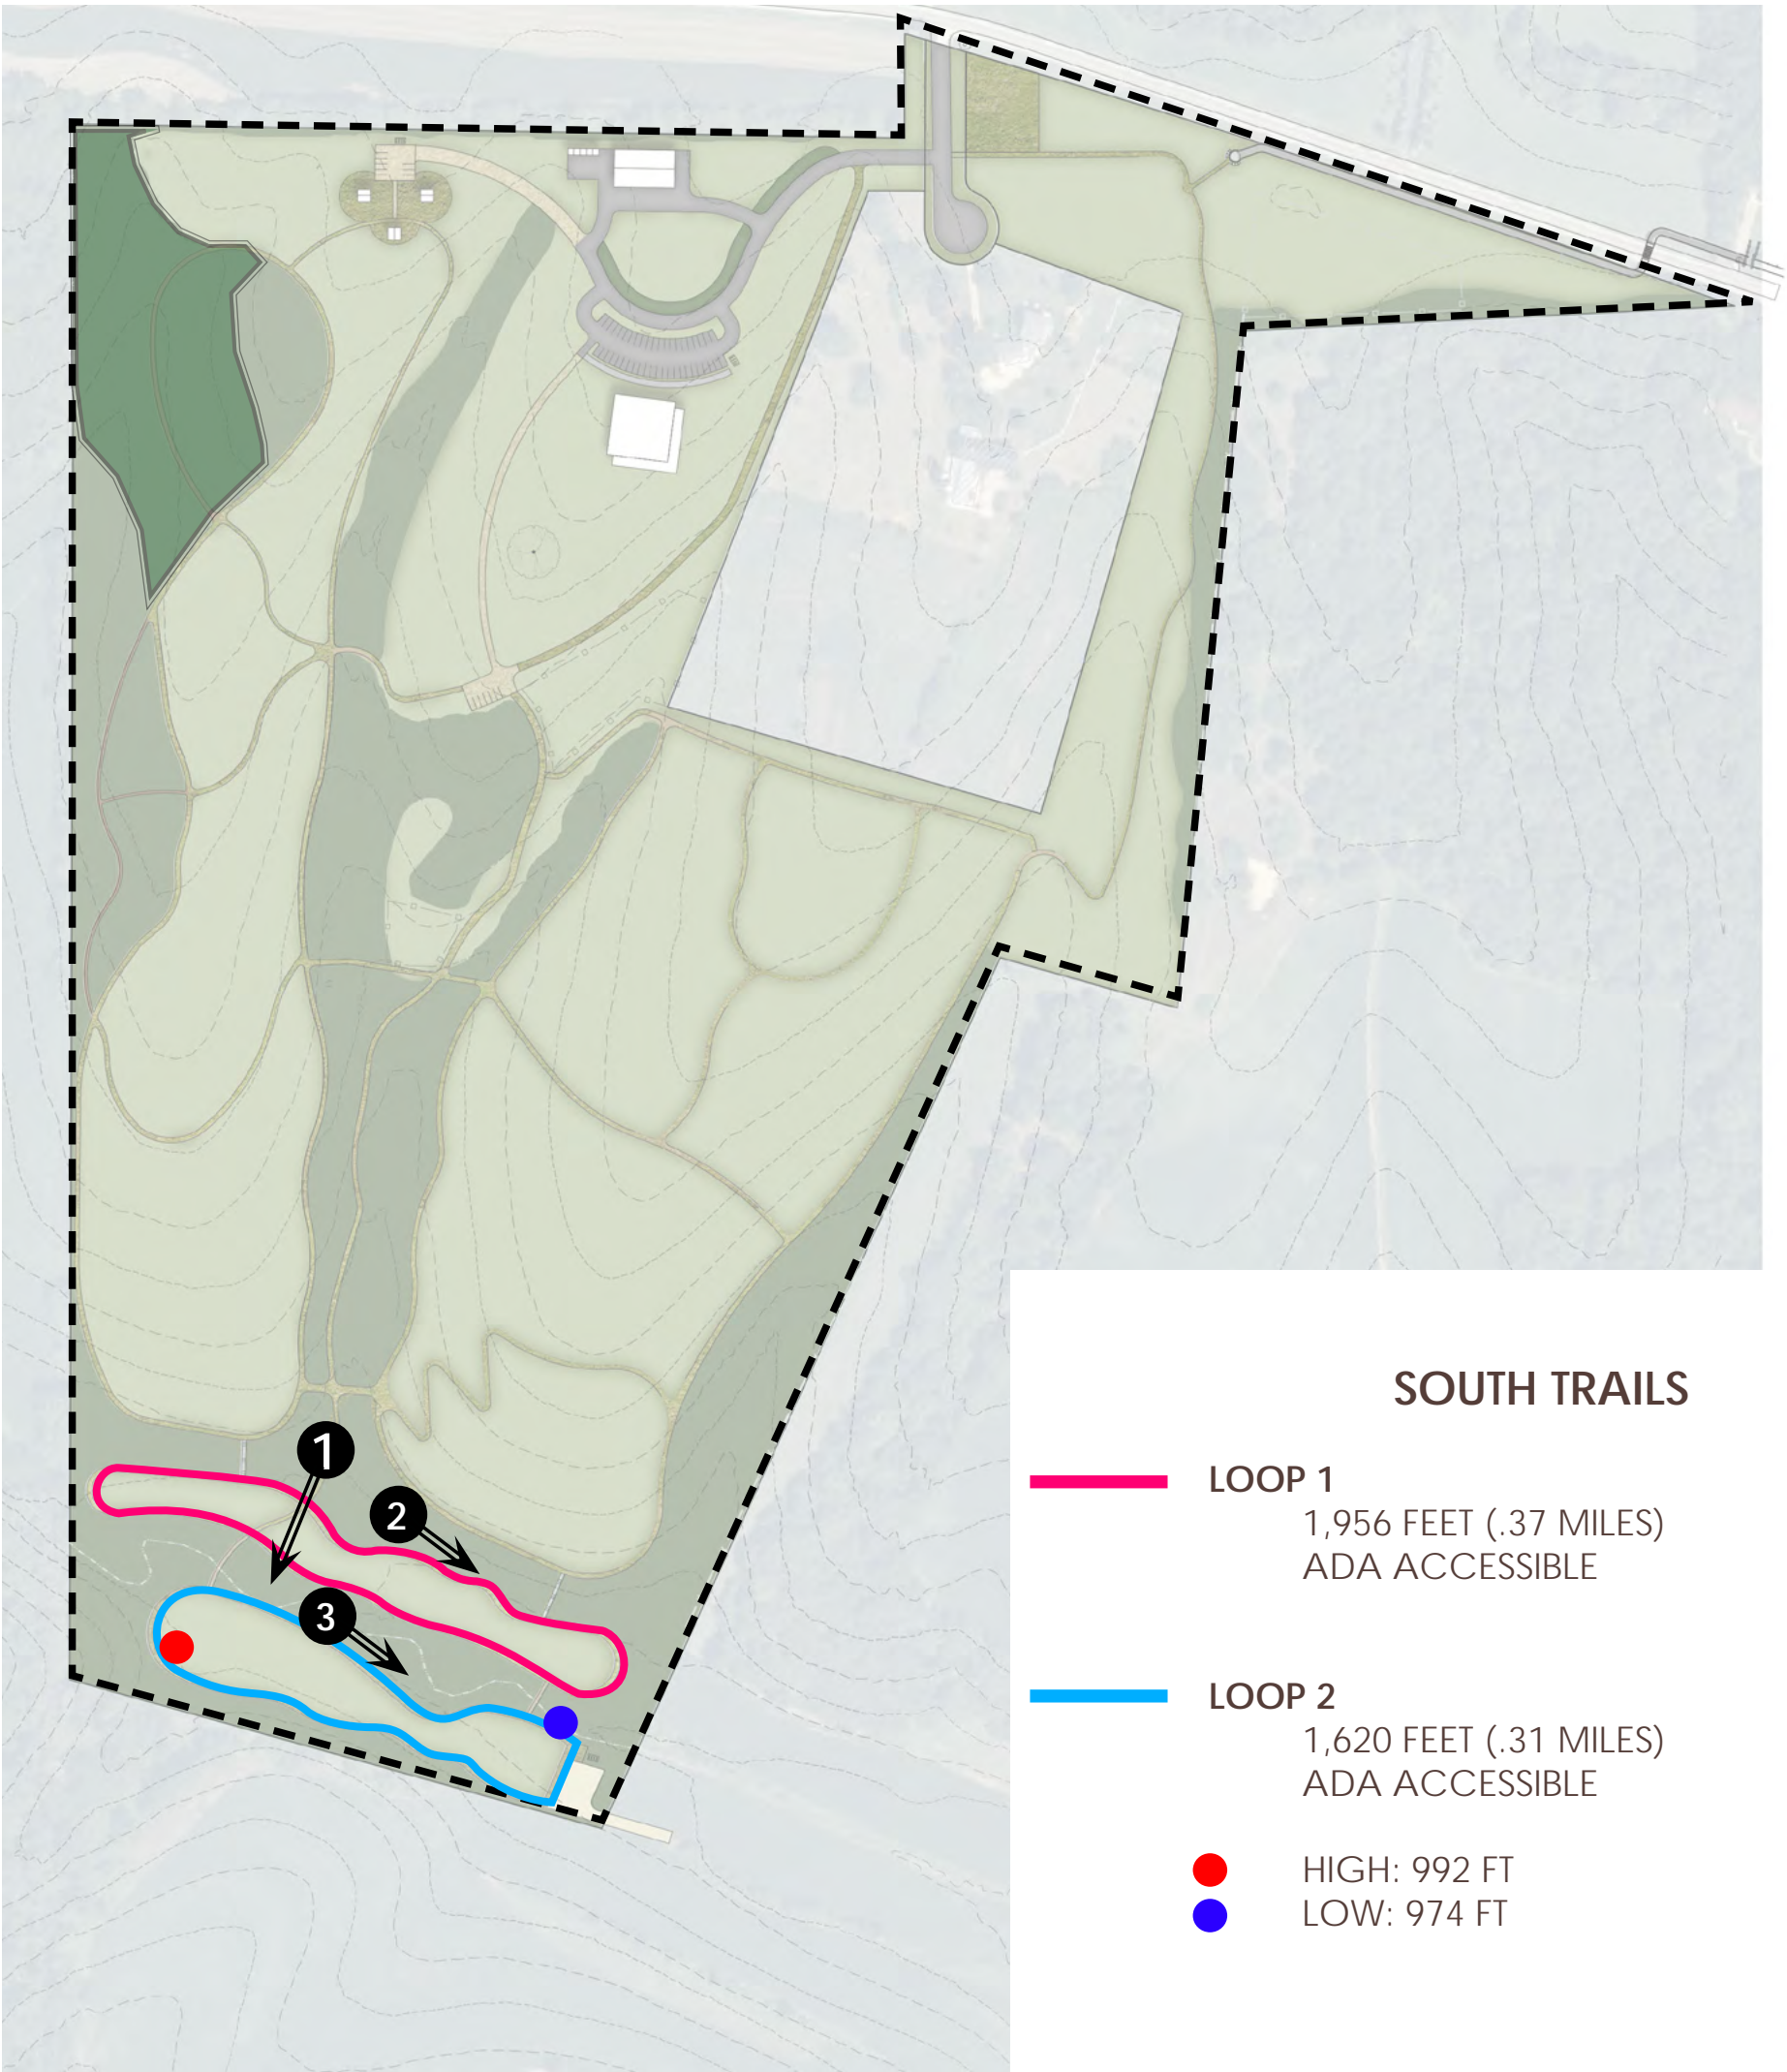 1
2
3
SOUTH TRAILS
LOOP 1
1,956 FEET (.37 MILES)
ADA ACCESSIBLE
LOOP 2
1,620 FEET (.31 MILES)
ADA ACCESSIBLE
HIGH: 992 FT
LOW: 974 FT